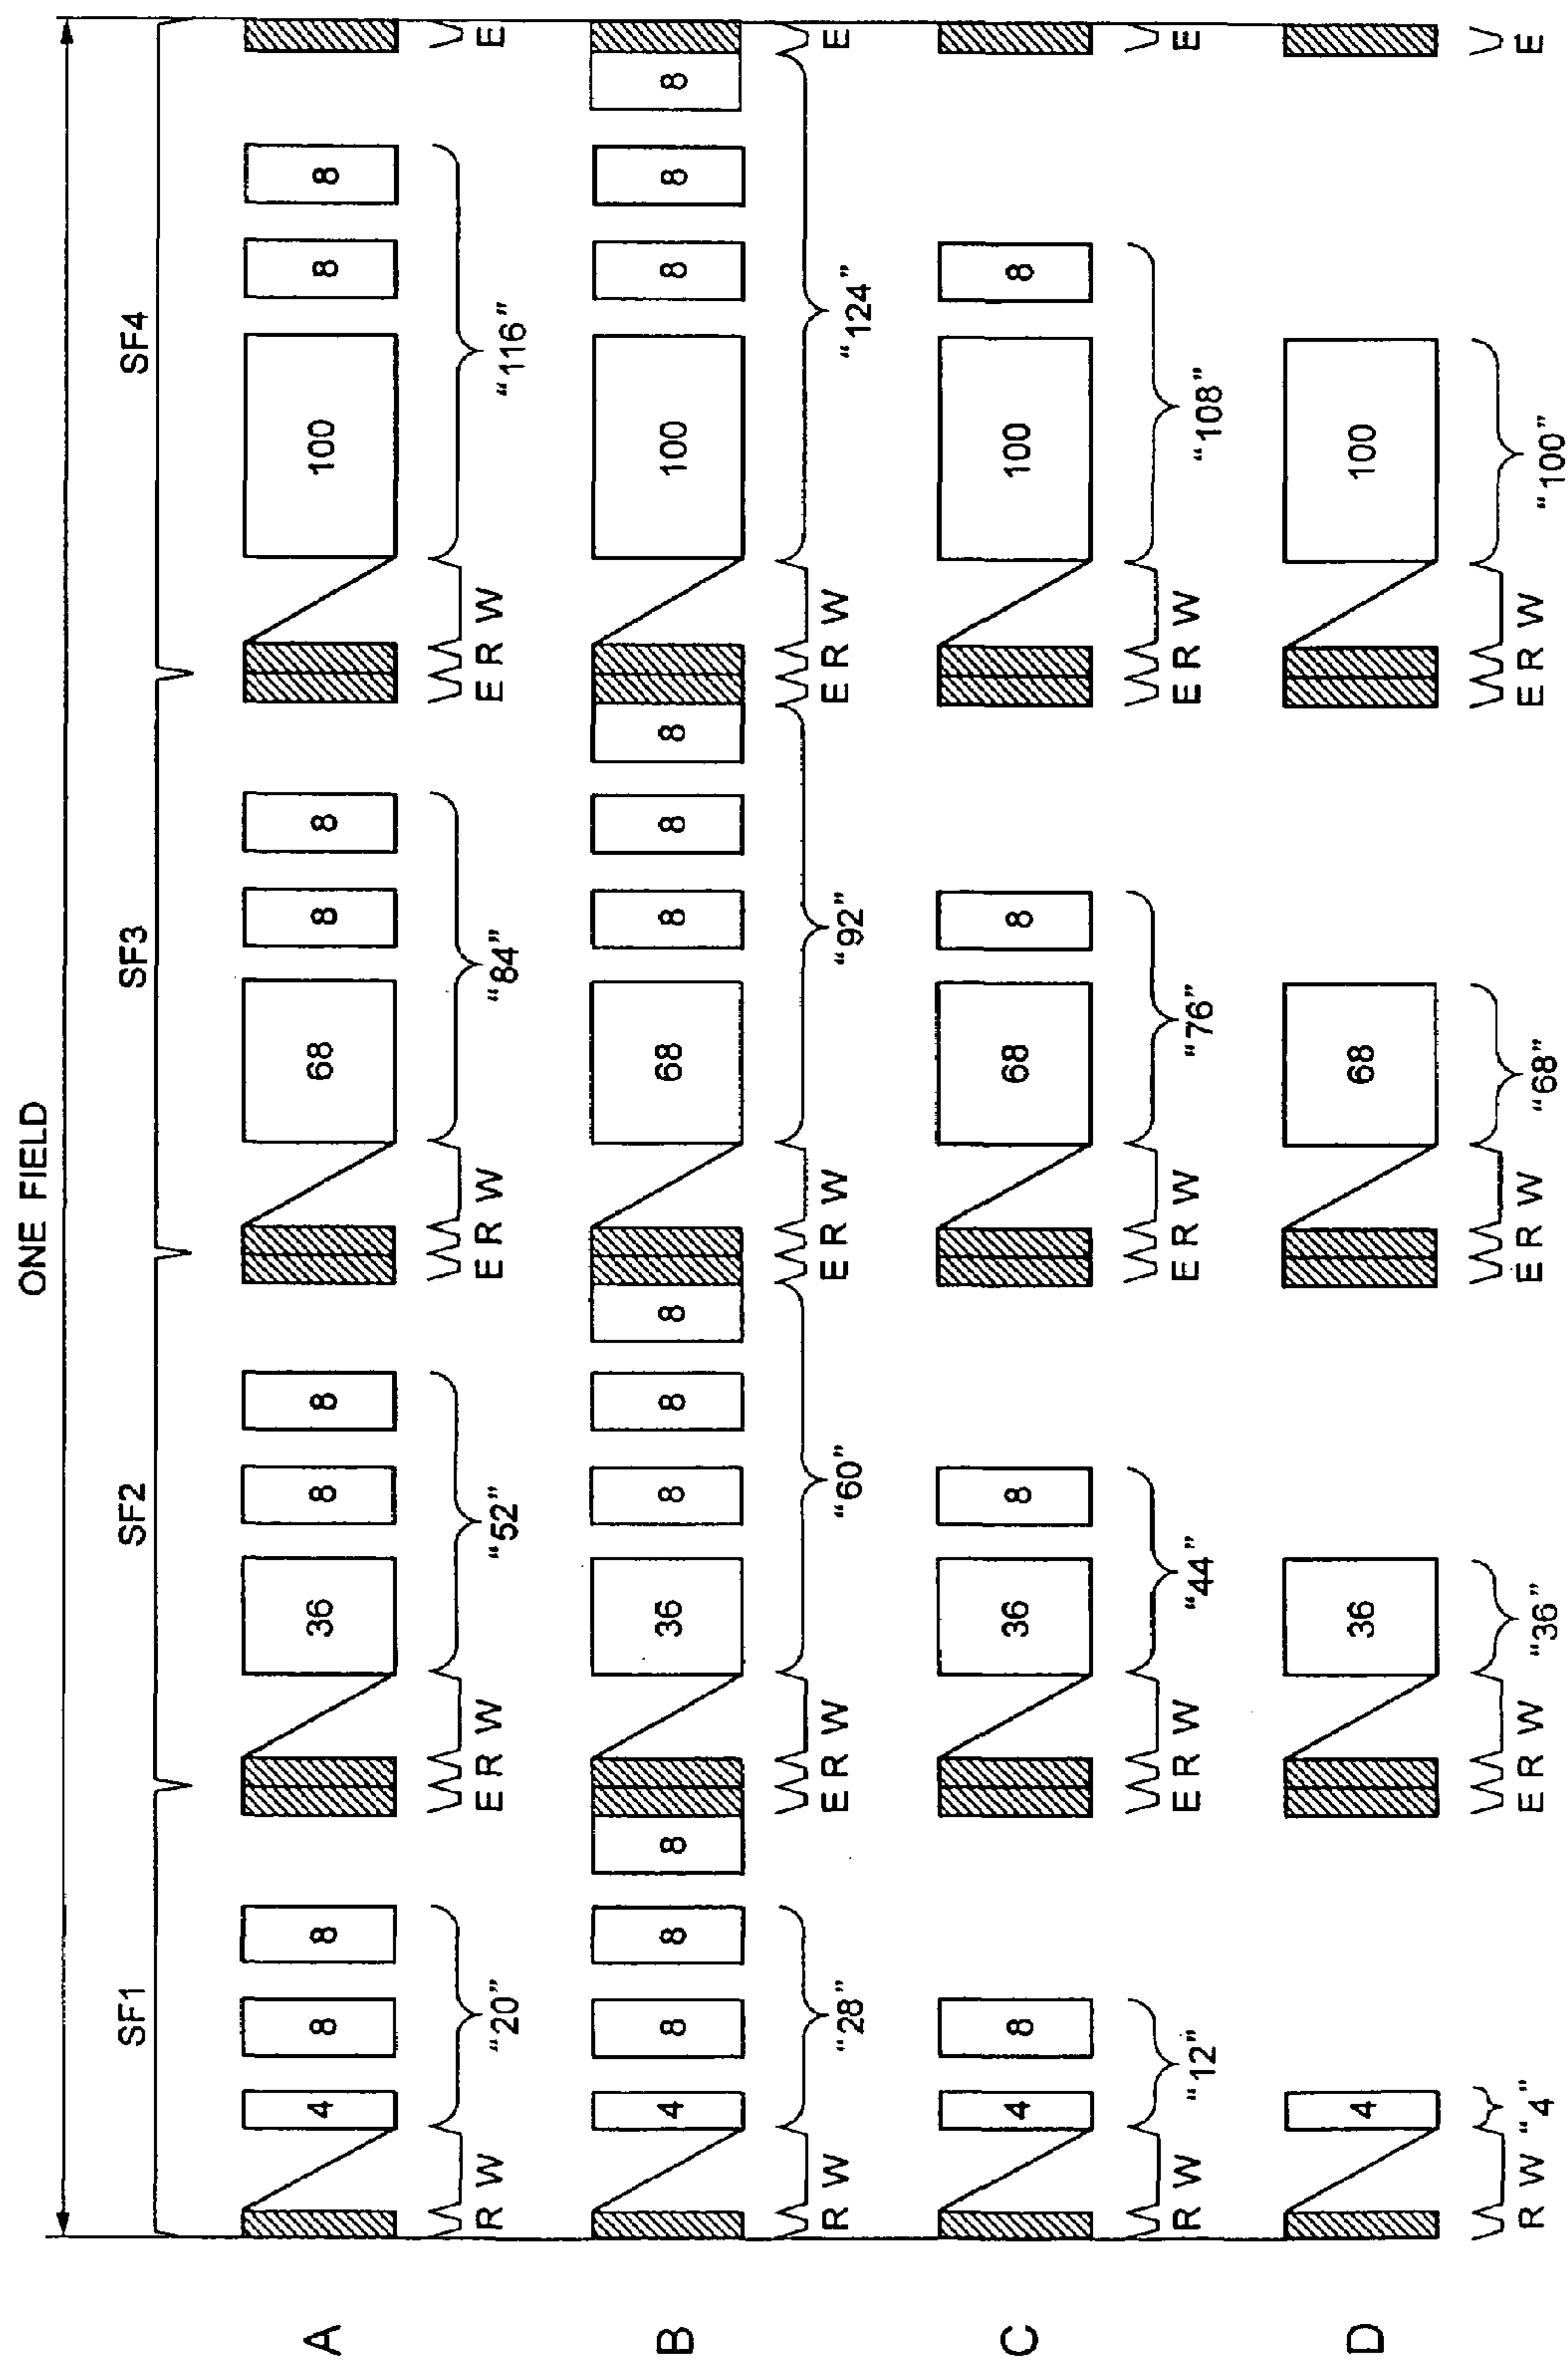 ONE FIELD
SF1 SF2 SF3 SF4
A
4 8 8 36 8 8 68 8 8 100 8 8
R W E R W E R W E R W E
“20” “52” “84” “116”
B
4 8 8 8 36 8 8 8 68 8 8 8 100 8 8 8
R W E R W E R W E R W E
“28” “60” “92” “124”
C
4 8 36 8 68 8 100 8
R W E R W E R W E R W E
“12” “44” “76” “108”
D
4 36 68 100
R W “4” E R W E R W E R W E
“36” “68” “100”